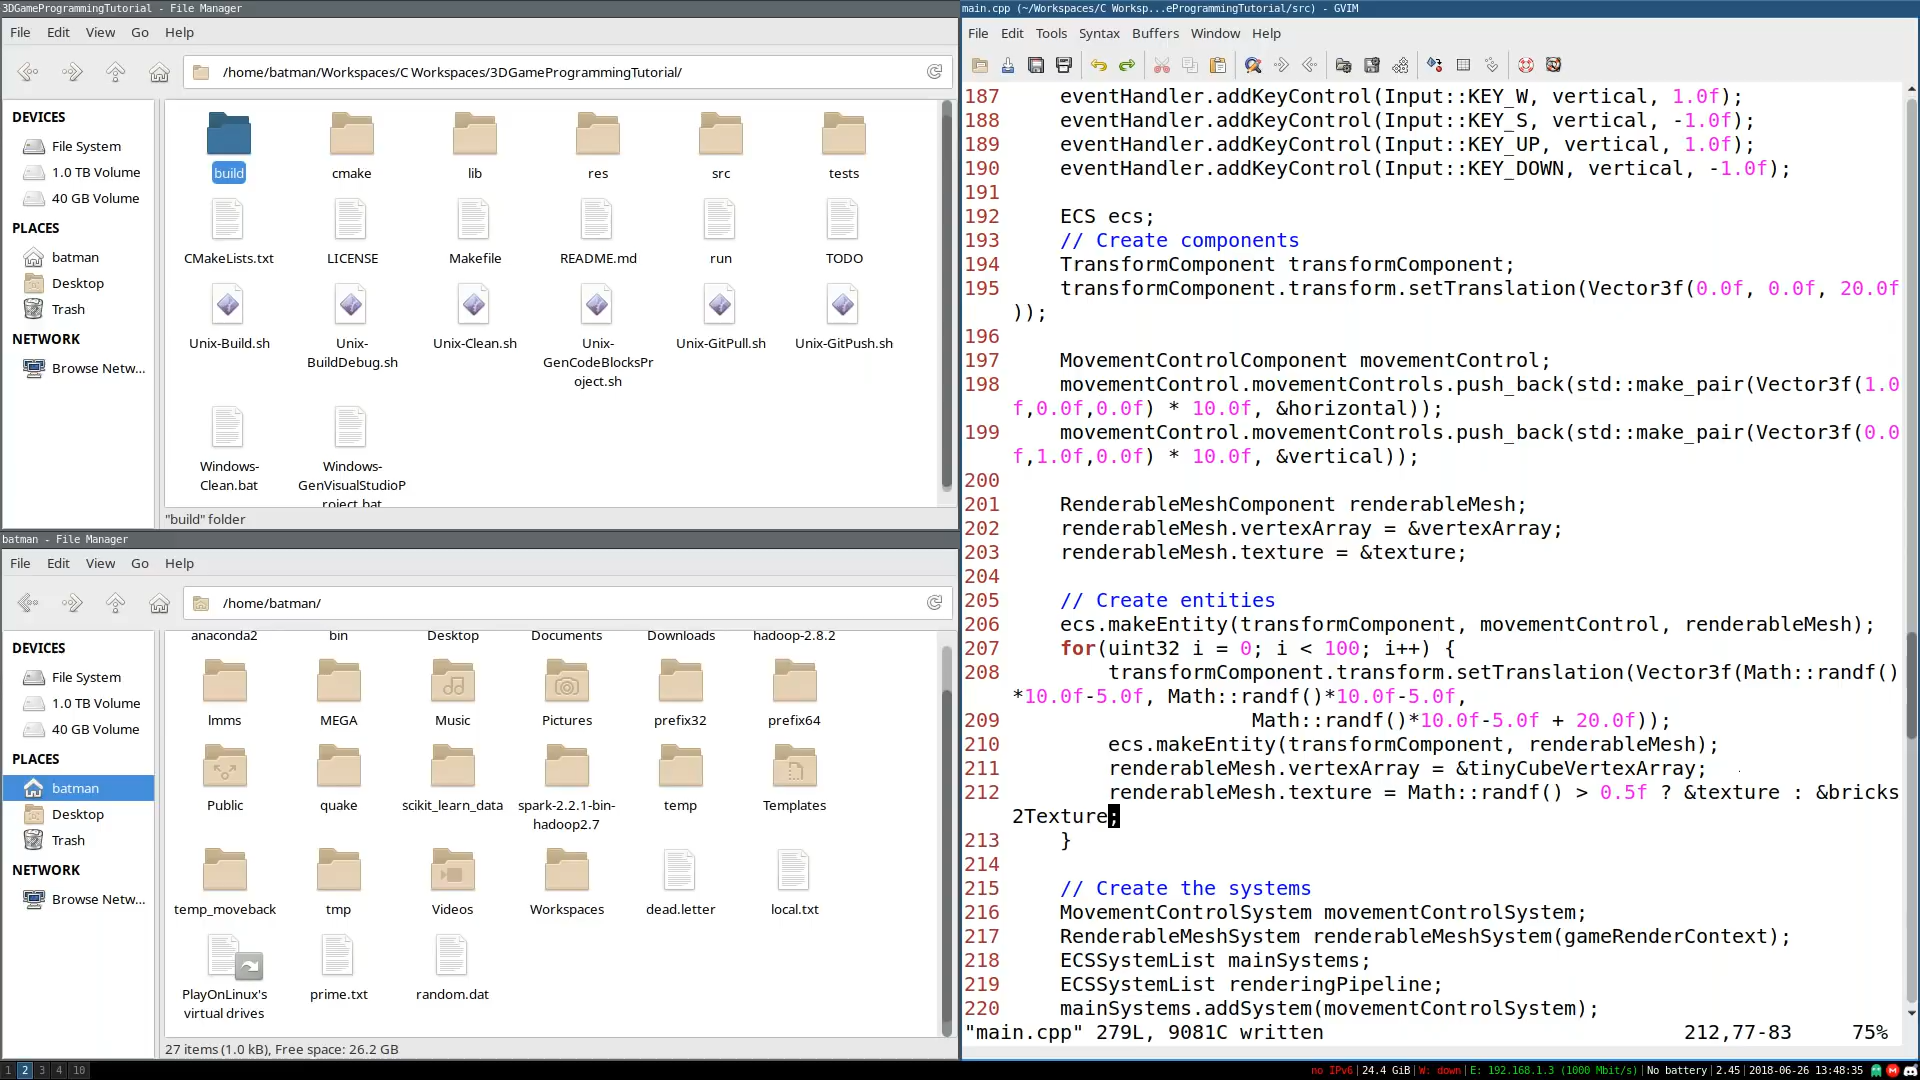 3DGameProgrammingTutorial - File Manager
File Edit View Go Help
/home/batman/Workspaces/C Workspaces/3DGameProgrammingTutorial/
DEVICES
File System
1.0 TB Volume
40 GB Volume
PLACES
batman
Desktop
Trash
NETWORK
Browse Netw...
build cmake lib res src tests
CMakeLists.txt LICENSE Makefile README.md run TODO
Unix-Build.sh Unix-BuildDebug.sh Unix-Clean.sh Unix-GenCodeBlocksProject.sh Unix-GitPull.sh Unix-GitPush.sh
Windows-Clean.bat Windows-GenVisualStudioProject.bat
"build" folder
batman - File Manager
File Edit View Go Help
/home/batman/
DEVICES
File System
1.0 TB Volume
40 GB Volume
PLACES
batman
Desktop
Trash
NETWORK
Browse Netw...
anaconda2 bin Desktop Documents Downloads hadoop-2.8.2
lmms MEGA Music Pictures prefix32 prefix64
Public quake scikit_learn_data spark-2.2.1-bin-hadoop2.7 temp Templates
temp_moveback tmp Videos Workspaces dead.letter local.txt
PlayOnLinux's virtual drives prime.txt random.dat
27 items (1.0 kB), Free space: 26.2 GB
main.cpp (~/Workspaces/C Worksp...eProgrammingTutorial/src) - GVIM
File Edit Tools Syntax Buffers Window Help
187     eventHandler.addKeyControl(Input::KEY_W, vertical, 1.0f);
188     eventHandler.addKeyControl(Input::KEY_S, vertical, -1.0f);
189     eventHandler.addKeyControl(Input::KEY_UP, vertical, 1.0f);
190     eventHandler.addKeyControl(Input::KEY_DOWN, vertical, -1.0f);
191
192     ECS ecs;
193     // Create components
194     TransformComponent transformComponent;
195     transformComponent.transform.setTranslation(Vector3f(0.0f, 0.0f, 20.0f
));
196
197     MovementControlComponent movementControl;
198     movementControl.movementControls.push_back(std::make_pair(Vector3f(1.0
f,0.0f,0.0f) * 10.0f, &horizontal));
199     movementControl.movementControls.push_back(std::make_pair(Vector3f(0.0
f,1.0f,0.0f) * 10.0f, &vertical));
200
201     RenderableMeshComponent renderableMesh;
202     renderableMesh.vertexArray = &vertexArray;
203     renderableMesh.texture = &texture;
204
205     // Create entities
206     ecs.makeEntity(transformComponent, movementControl, renderableMesh);
207     for(uint32 i = 0; i < 100; i++) {
208         transformComponent.transform.setTranslation(Vector3f(Math::randf()
*10.0f-5.0f, Math::randf()*10.0f-5.0f,
209                     Math::randf()*10.0f-5.0f + 20.0f));
210         ecs.makeEntity(transformComponent, renderableMesh);
211         renderableMesh.vertexArray = &tinyCubeVertexArray;
212         renderableMesh.texture = Math::randf() > 0.5f ? &texture : &bricks
2Texture;
213     }
214
215     // Create the systems
216     MovementControlSystem movementControlSystem;
217     RenderableMeshSystem renderableMeshSystem(gameRenderContext);
218     ECSSystemList mainSystems;
219     ECSSystemList renderingPipeline;
220     mainSystems.addSystem(movementControlSystem);
"main.cpp" 279L, 9081C written 212,77-83 75%
1 2 3 4 10
no IPv6|24.4 GiB|W: down|E: 192.168.1.3 (1000 Mbit/s)|No battery|2.45|2018-06-26 13:48:35